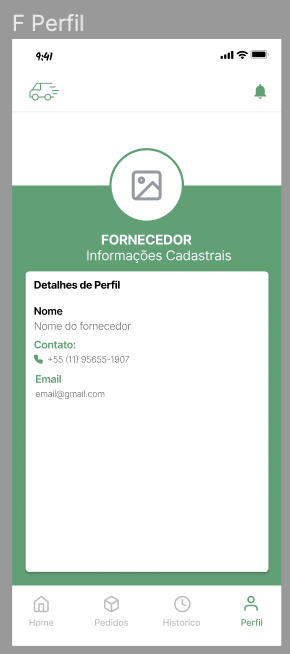 F Perfil
9:41
FORNECEDOR
Informações Cadastrais
Detalhes de Perfil
Nome
Nome do fornecedor
Contato:
+55 (11) 95655-1907
Email
email@gmail.com
Home Pedidos Historico Perfil